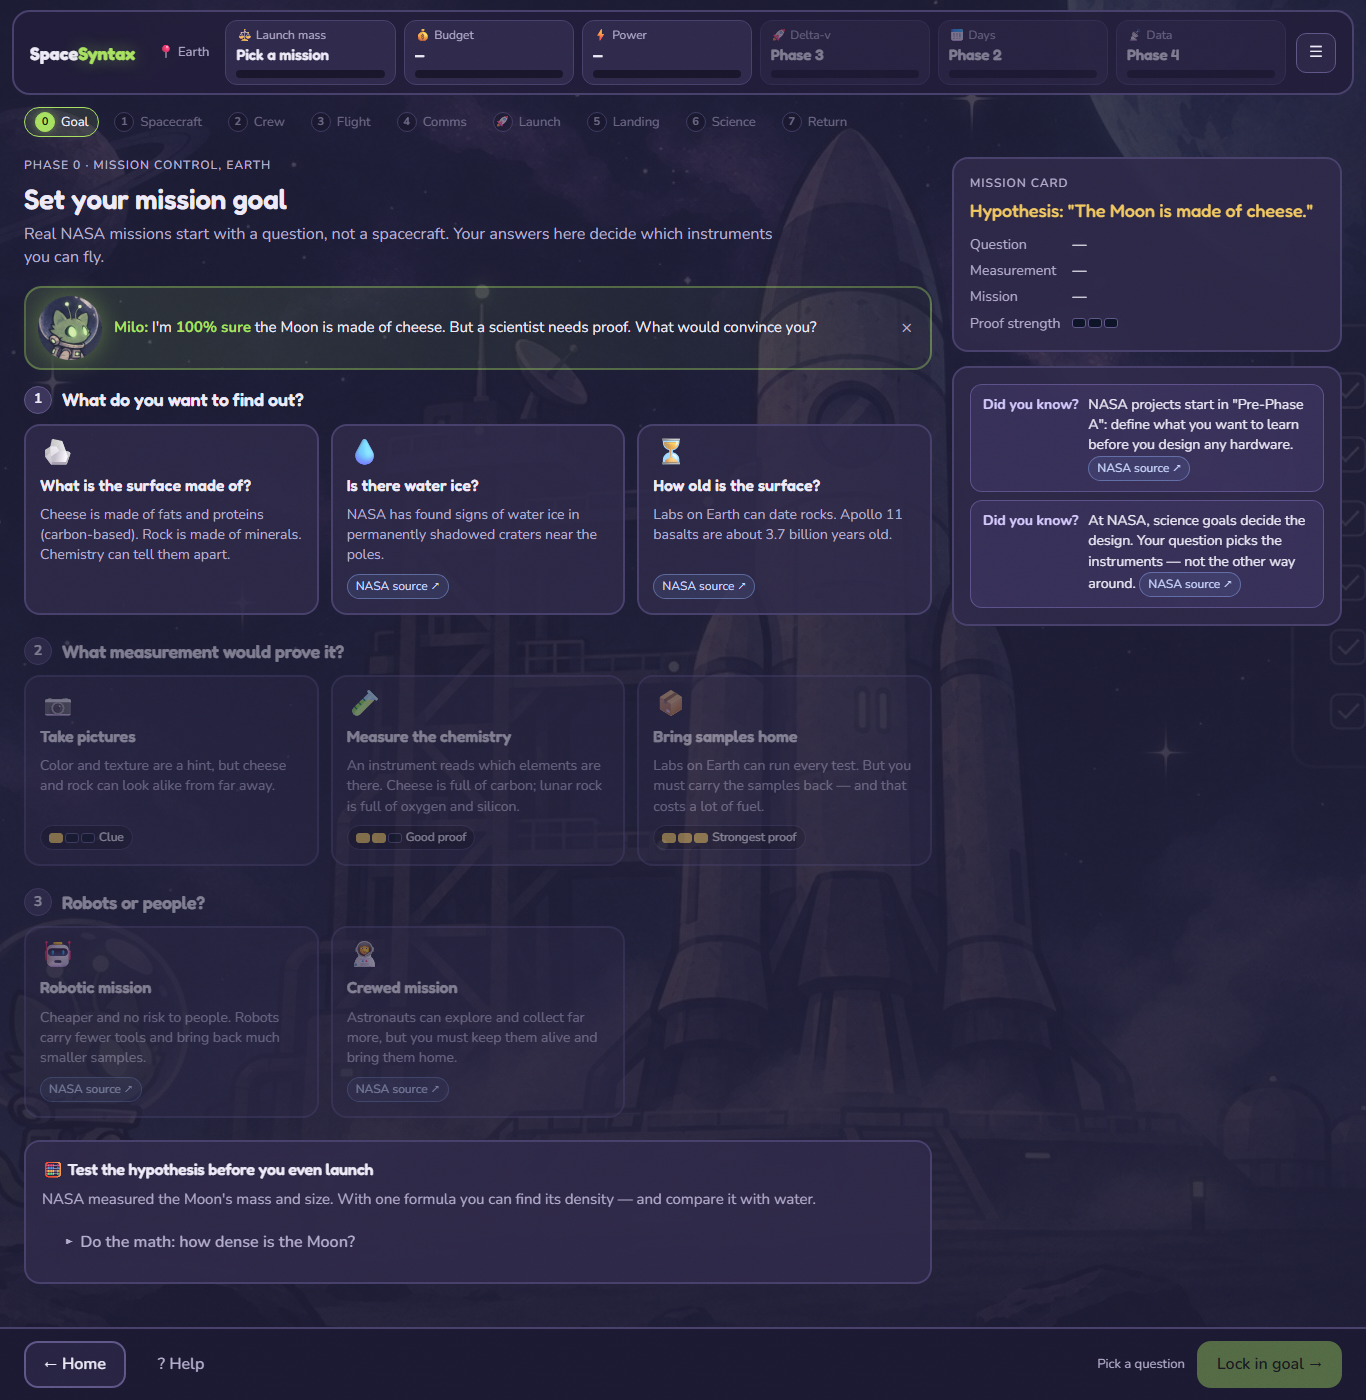 SpaceSyntax
Earth
Launch mass
Pick a mission
Budget
–
Power
–
Delta-v
Phase 3
Days
Phase 2
Data
Phase 4
☰
0 Goal
1 Spacecraft
2 Crew
3 Flight
4 Comms
Launch
5 Landing
6 Science
7 Return
PHASE 0 · MISSION CONTROL, EARTH
Set your mission goal
Real NASA missions start with a question, not a spacecraft. Your answers here decide which instruments
you can fly.
Milo: I'm 100% sure the Moon is made of cheese. But a scientist needs proof. What would convince you?
×
1 What do you want to find out?
What is the surface made of?
Cheese is made of fats and proteins
(carbon-based). Rock is made of minerals.
Chemistry can tell them apart.
Is there water ice?
NASA has found signs of water ice in
permanently shadowed craters near the
poles.
NASA source ↗
How old is the surface?
Labs on Earth can date rocks. Apollo 11
basalts are about 3.7 billion years old.
NASA source ↗
2 What measurement would prove it?
Take pictures
Color and texture are a hint, but cheese
and rock can look alike from far away.
Clue
Measure the chemistry
An instrument reads which elements are
there. Cheese is full of carbon; lunar rock
is full of oxygen and silicon.
Good proof
Bring samples home
Labs on Earth can run every test. But you
must carry the samples back — and that
costs a lot of fuel.
Strongest proof
3 Robots or people?
Robotic mission
Cheaper and no risk to people. Robots
carry fewer tools and bring back much
smaller samples.
NASA source ↗
Crewed mission
Astronauts can explore and collect far
more, but you must keep them alive and
bring them home.
NASA source ↗
Test the hypothesis before you even launch
NASA measured the Moon's mass and size. With one formula you can find its density — and compare it with water.
▸ Do the math: how dense is the Moon?
MISSION CARD
Hypothesis: "The Moon is made of cheese."
Question —
Measurement —
Mission —
Proof strength
Did you know? NASA projects start in "Pre-Phase
A": define what you want to learn
before you design any hardware.
NASA source ↗
Did you know? At NASA, science goals decide the
design. Your question picks the
instruments — not the other way
around. NASA source ↗
← Home
? Help
Pick a question
Lock in goal →